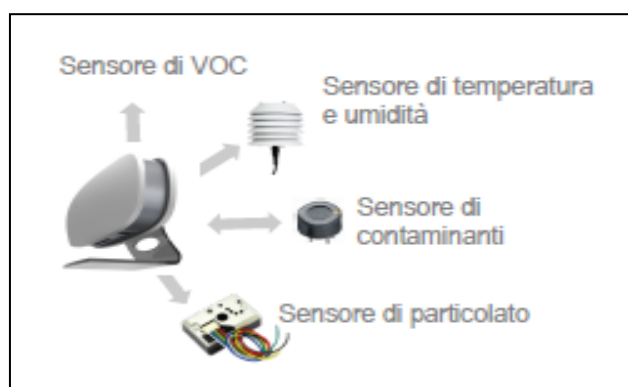 Sensore di VOC
Sensore di temperatura
e umidità
Sensore di
contaminanti
Sensore di particolato